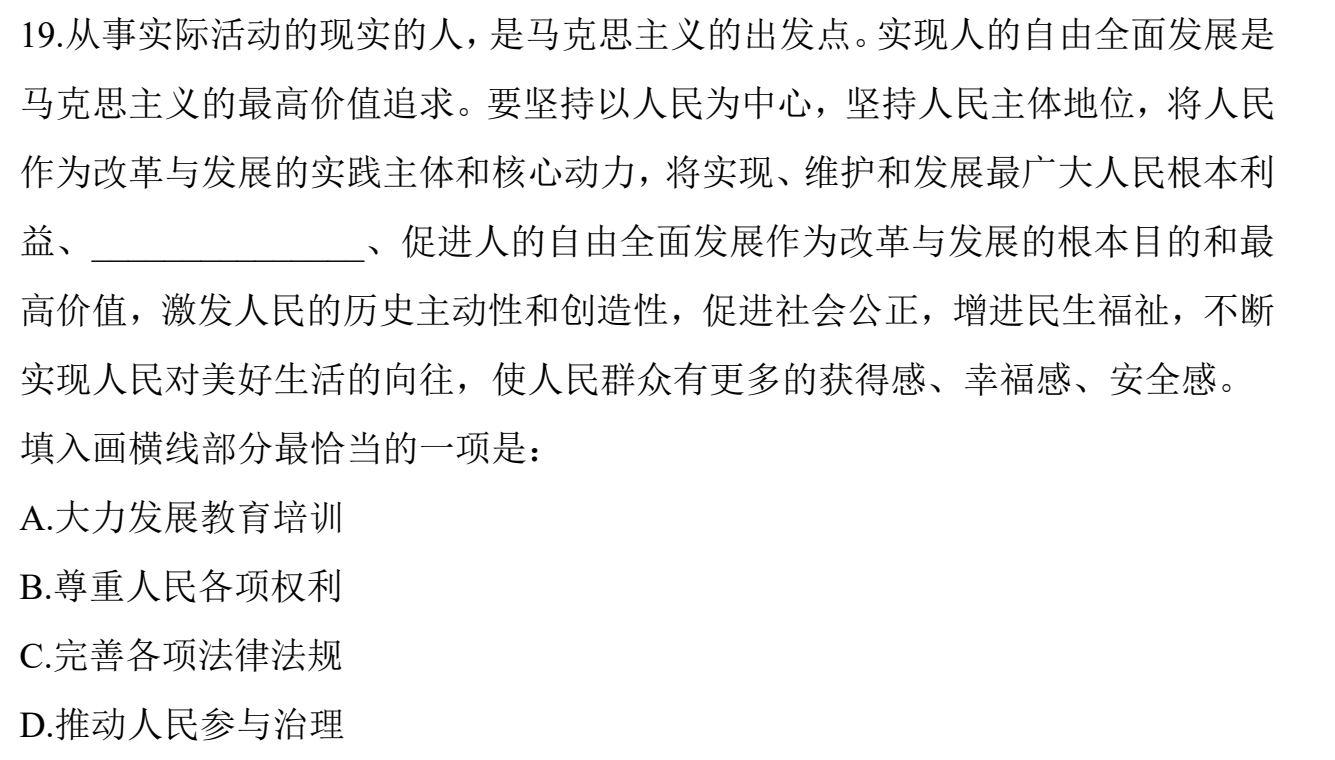 19.从事实际活动的现实的人，是马克思主义的出发点。实现人的自由全面发展是
马克思主义的最高价值追求。要坚持以人民为中心，坚持人民主体地位，将人民
作为改革与发展的实践主体和核心动力，将实现、维护和发展最广大人民根本利
益、_______________、促进人的自由全面发展作为改革与发展的根本目的和最
高价值，激发人民的历史主动性和创造性，促进社会公正，增进民生福祉，不断
实现人民对美好生活的向往，使人民群众有更多的获得感、幸福感、安全感。
填入画横线部分最恰当的一项是：
A.大力发展教育培训
B.尊重人民各项权利
C.完善各项法律法规
D.推动人民参与治理